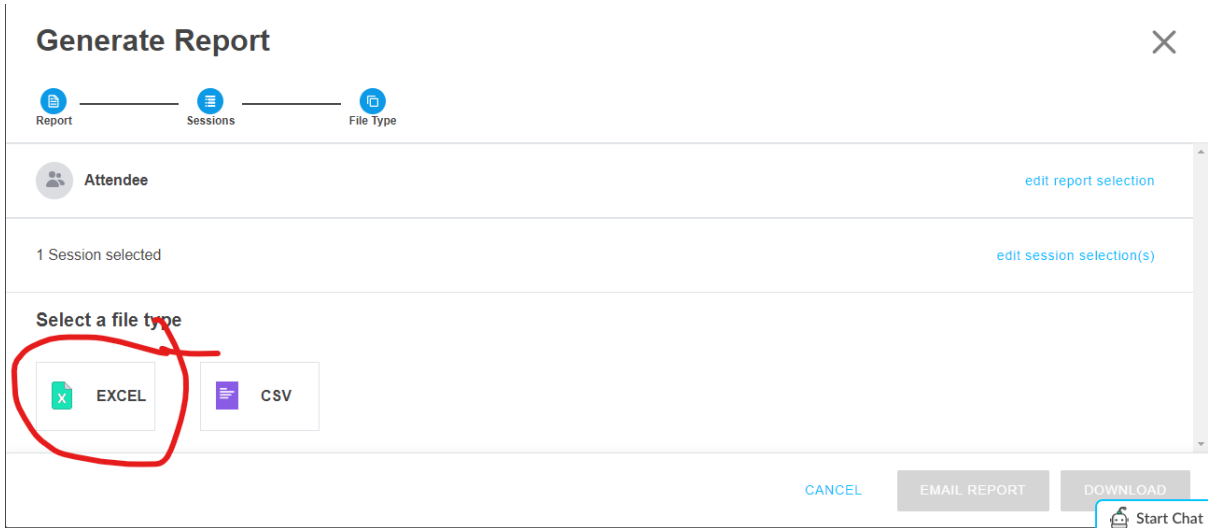 Generate Report
Report
Sessions
File Type
Attendee
edit report selection
1 Session selected
edit session selection(s)
Select a file type
X EXCEL
CSV
CANCEL
EMAIL REPORT
DOWNLOAD
Start Chat